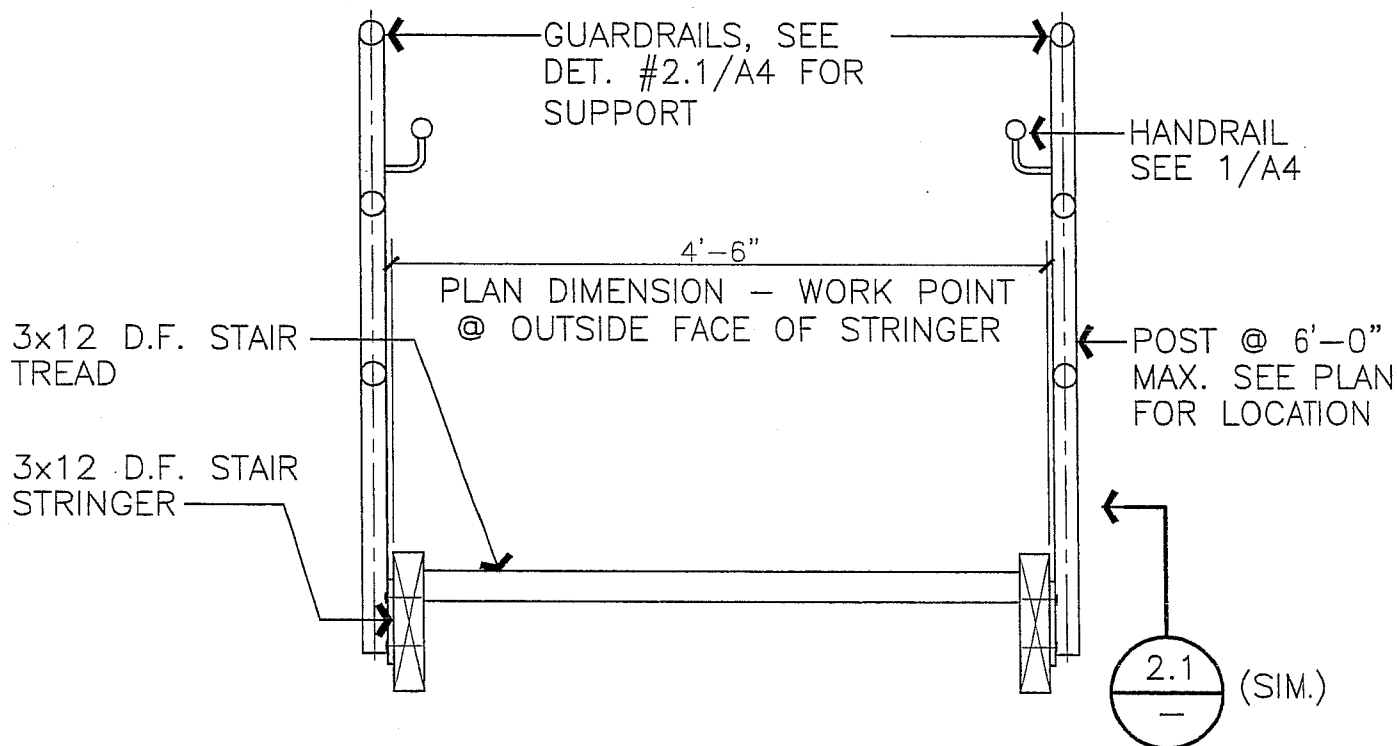 GUARDRAILS, SEE
DET. #2.1/A4 FOR
SUPPORT
HANDRAIL
SEE 1/A4
4'-6"
PLAN DIMENSION - WORK POINT
@ OUTSIDE FACE OF STRINGER
3x12 D.F. STAIR
TREAD
POST @ 6'-0"
MAX. SEE PLAN
FOR LOCATION
3x12 D.F. STAIR
STRINGER
2.1
-
(SIM.)